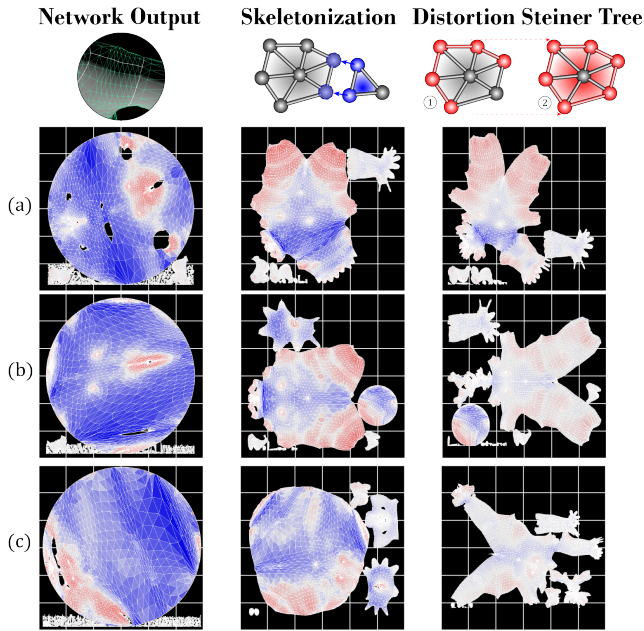 Network Output
Skeletonization
Distortion Steiner Tree
1
2
(a)
(b)
(c)